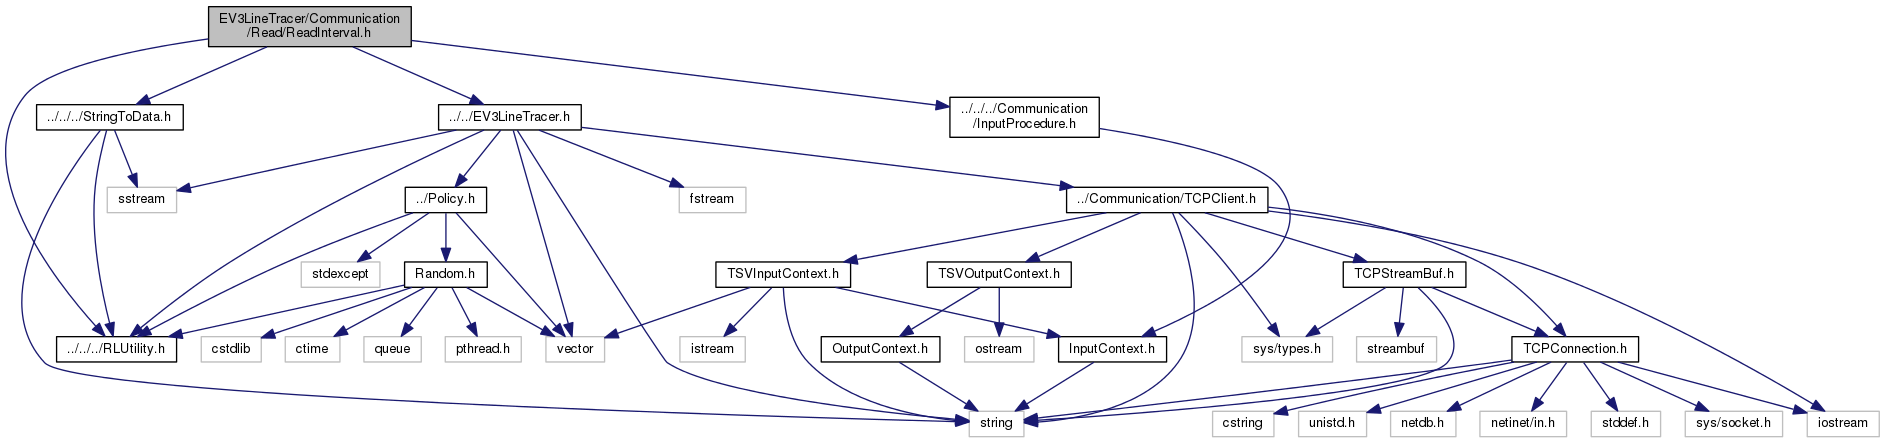 EV3LineTracer/Communication
/Read/ReadInterval.h
../../../StringToData.h
../../EV3LineTracer.h
../../../Communication
/InputProcedure.h
sstream
../Policy.h
fstream
../Communication/TCPClient.h
stdexcept
Random.h
TSVInputContext.h
TSVOutputContext.h
TCPStreamBuf.h
../../../RLUtility.h
cstdlib
ctime
queue
pthread.h
vector
istream
OutputContext.h
ostream
InputContext.h
sys/types.h
streambuf
TCPConnection.h
string
cstring
unistd.h
netdb.h
netinet/in.h
stddef.h
sys/socket.h
iostream